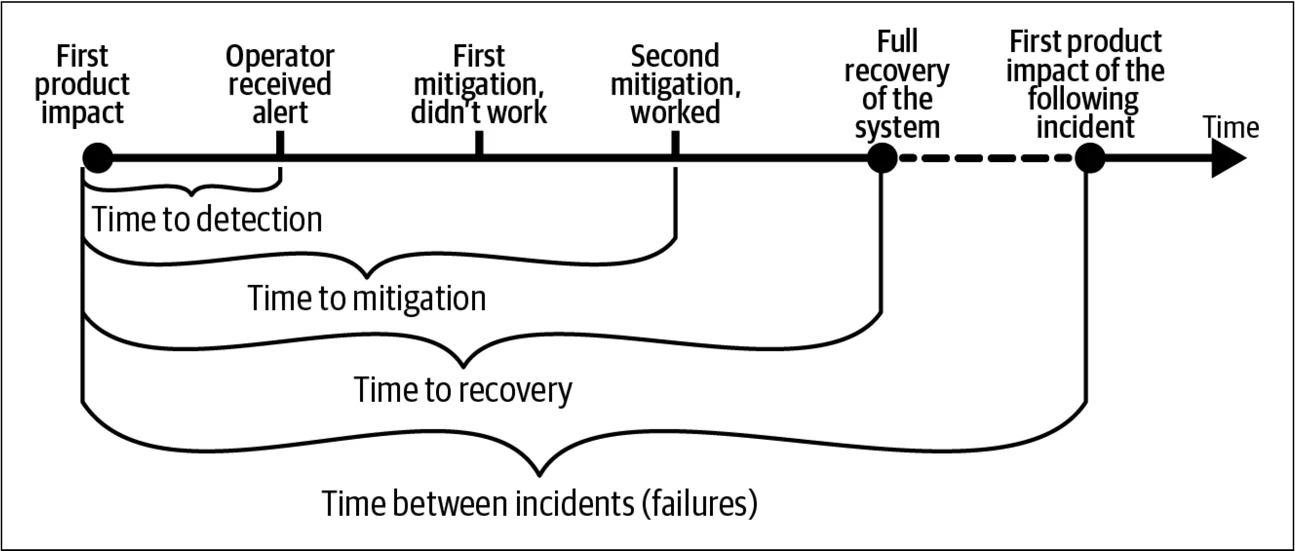 First
product
impact
Operator
received
alert
First
mitigation,
didn't work
Second
mitigation,
worked
Full
recovery
of the
system
First product
impact of the
following
incident
Time
Time to detection
Time to mitigation
Time to recovery
Time between incidents (failures)